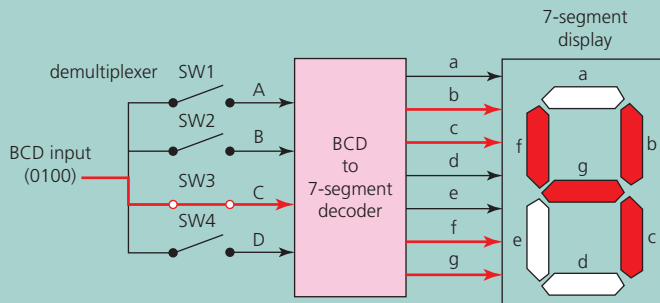 7-segment
display
demultiplexer
SW1
A
SW2
B
BCD input
(0100)
SW3
C
SW4
D
BCD
to
7-segment
decoder
a
b
c
d
e
f
g
a
f
b
g
e
c
d